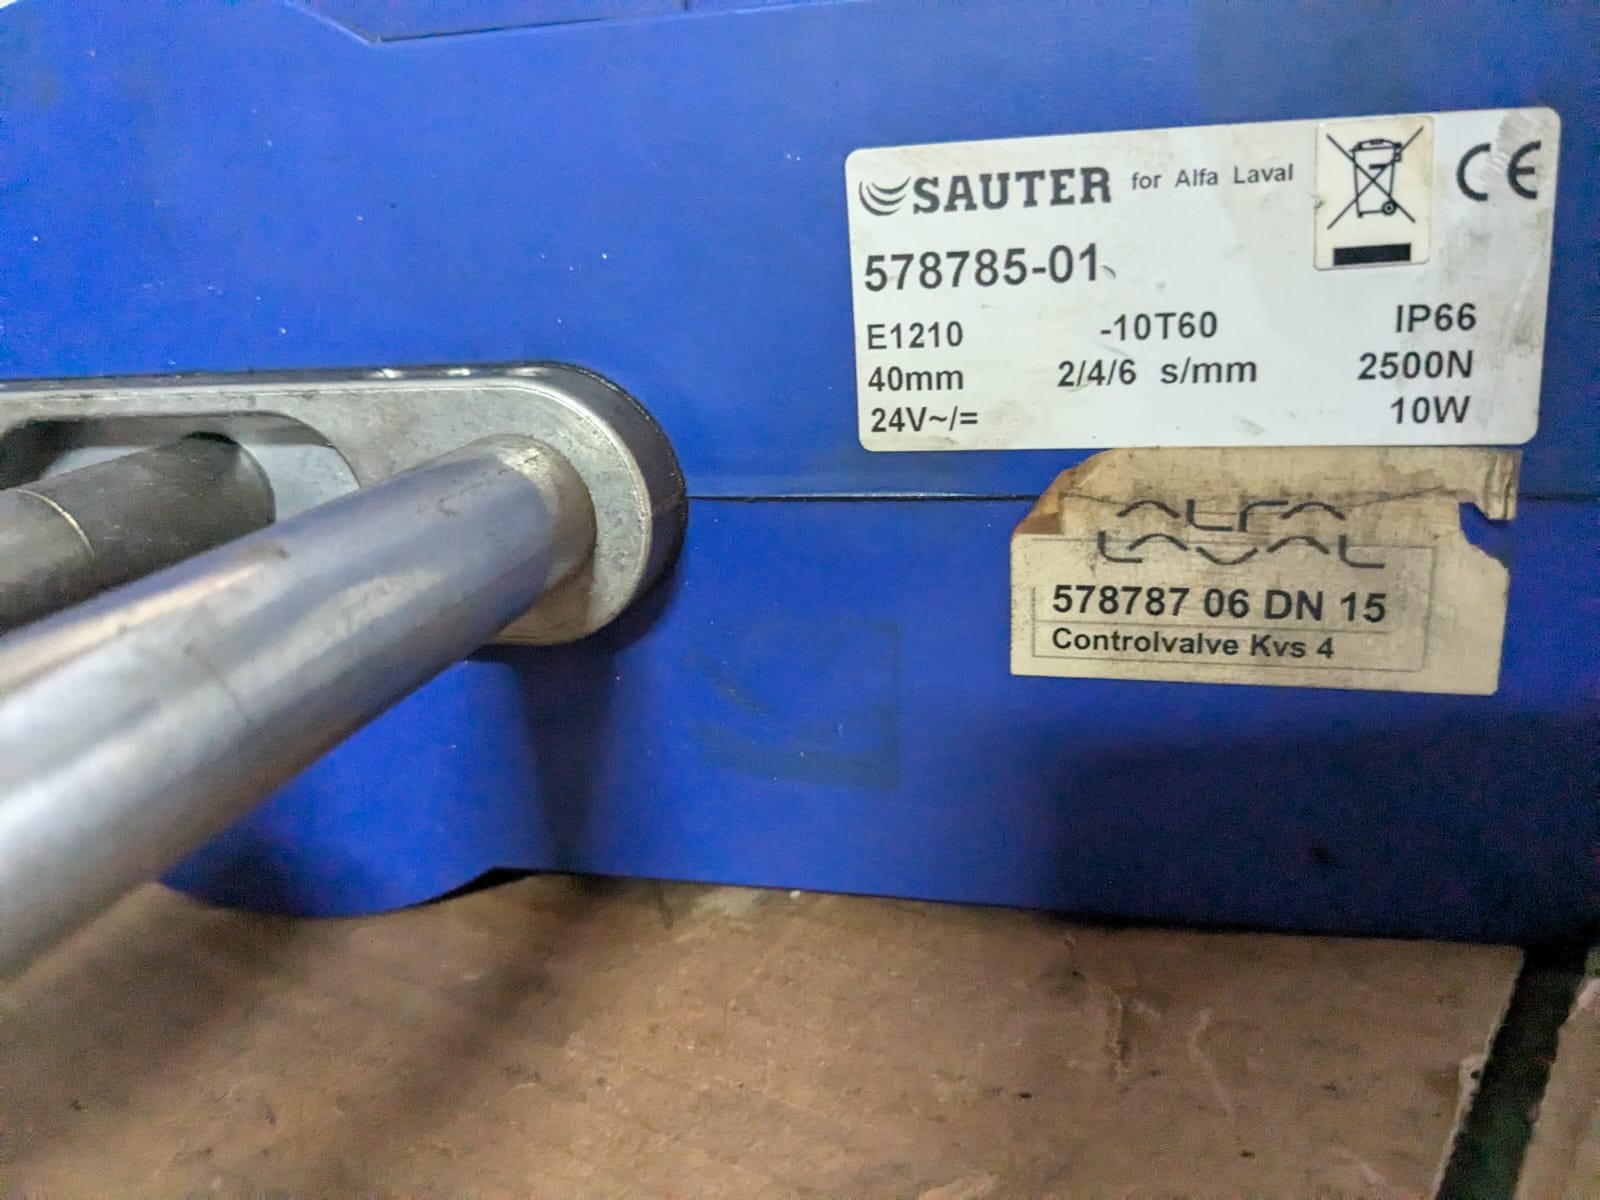 SAUTER for Alfa Laval CE
578785-01
E1210 -10T60 IP66
40mm 2/4/6 s/mm 2500N
24V~/= 10W
ALFA
LAVAL
578787 06 DN 15
Controlvalve Kvs 4